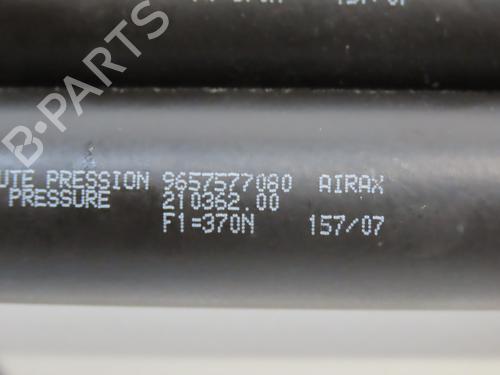 B-PARTS
UTE PRESSION 9657577080 AIRAX
PRESSURE 210362.00
F1=370N 157/07